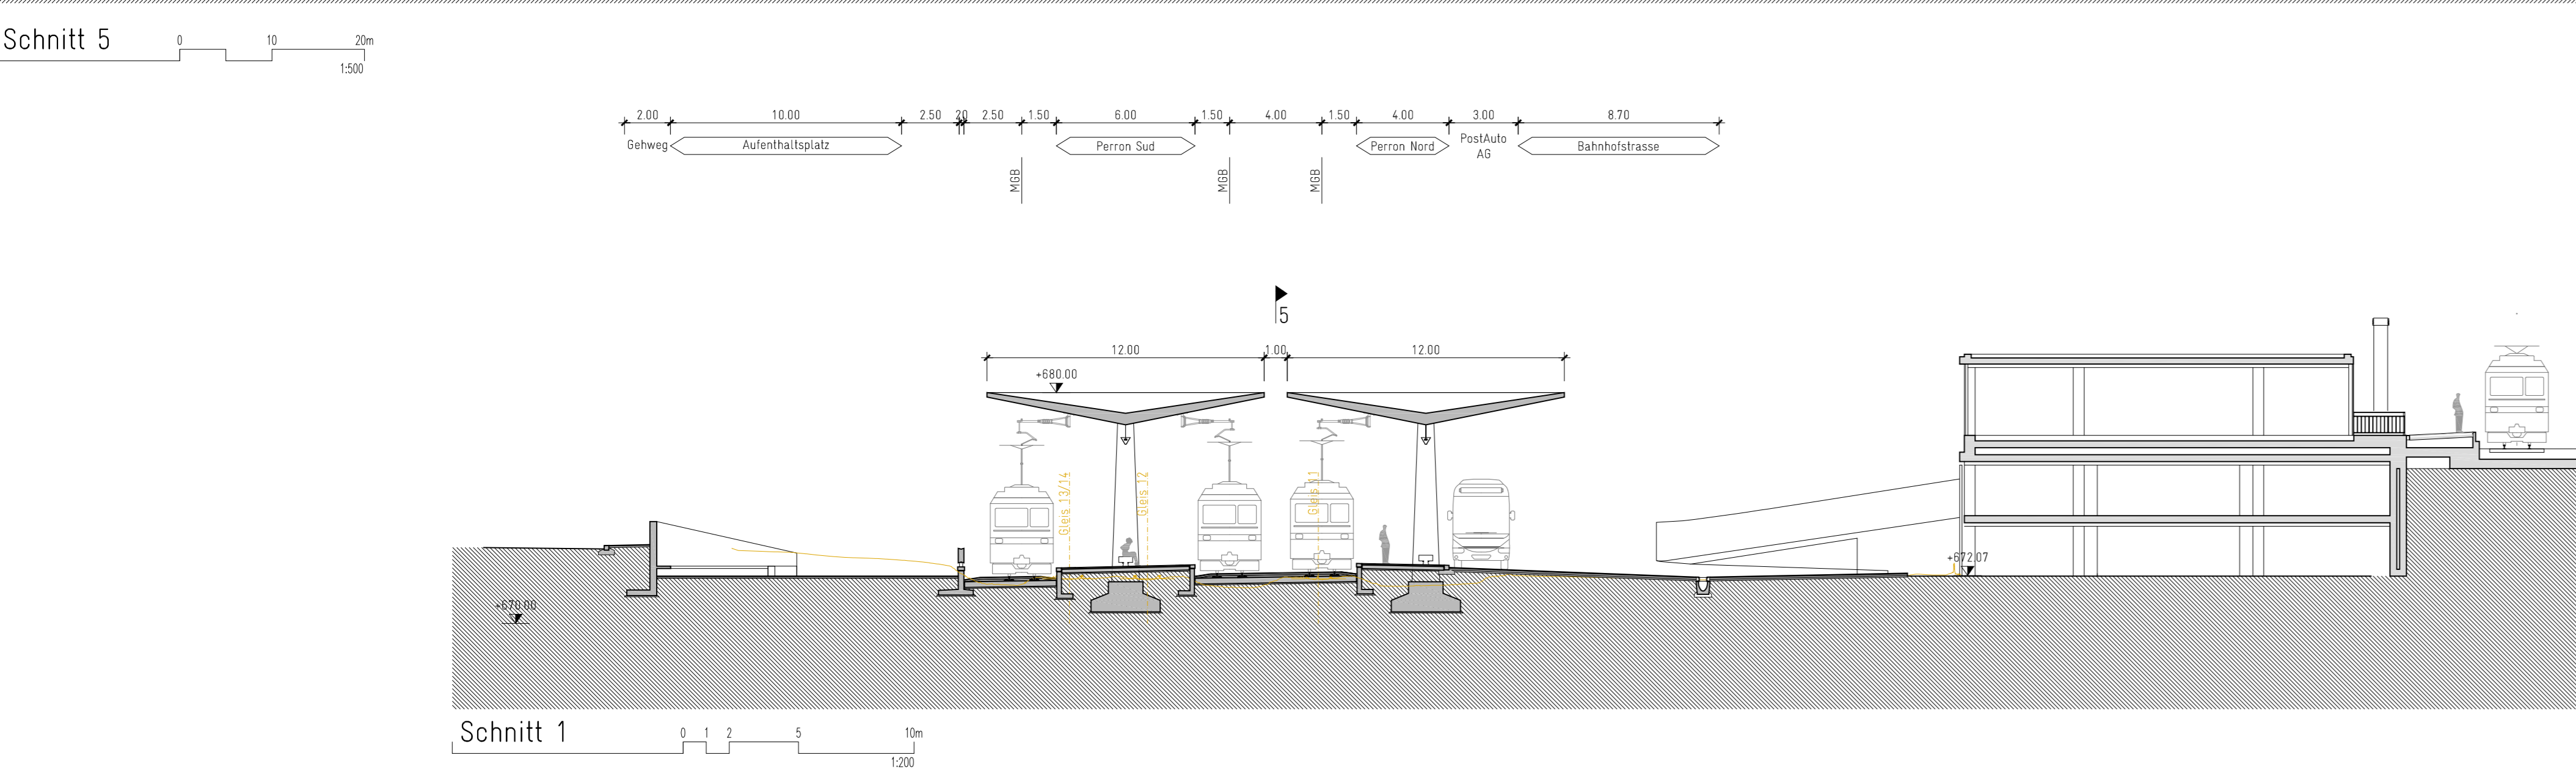 Schnitt 5
0 10 20m
1:500
2.00 10.00 2.50 20 2.50 1.50 6.00 1.50 4.00 1.50 4.00 3.00 8.70
Gehweg Aufenthaltsplatz Perron Sud Perron Nord PostAuto AG Bahnhofstrasse
MGB MGB MGB
5
12.00 1.00 12.00
+680.00
Gleis 13/14
Gleis 12
Gleis 11
+672.07
+670.00
Schnitt 1
0 1 2 5 10m
1:200